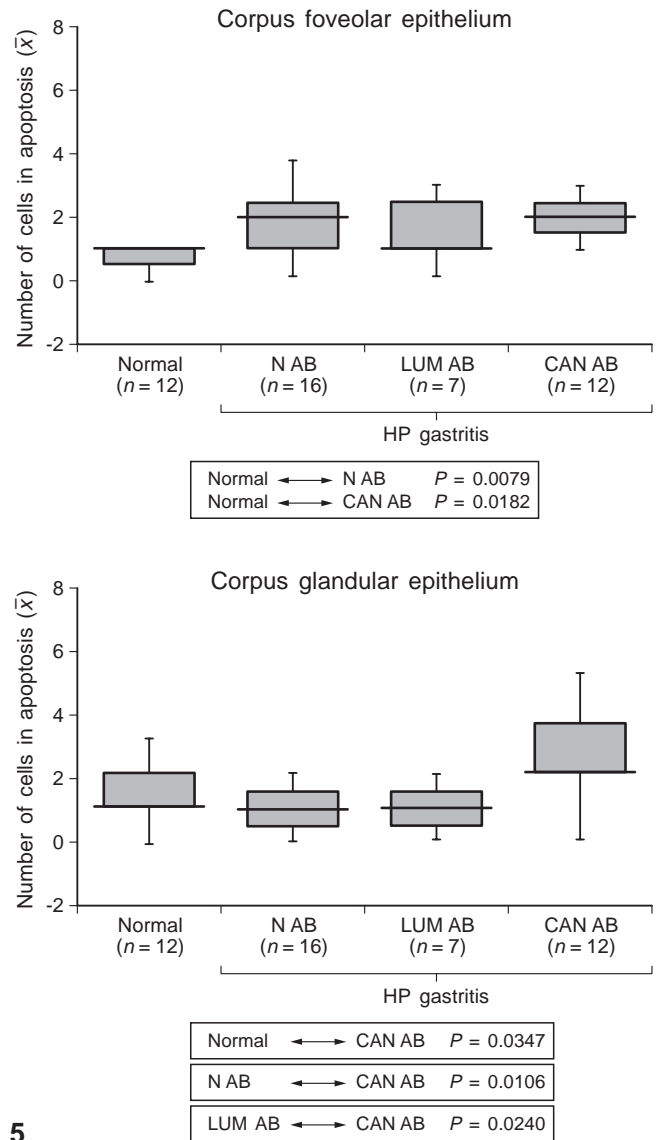 Corpus foveolar epithelium
Number of cells in apoptosis (x̄)
8
6
4
2
0
-2
Normal N AB LUM AB CAN AB
(n = 12) (n = 16) (n = 7) (n = 12)
HP gastritis
Normal ↔ N AB P = 0.0079
Normal ↔ CAN AB P = 0.0182
Corpus glandular epithelium
Number of cells in apoptosis (x̄)
8
6
4
2
0
-2
Normal N AB LUM AB CAN AB
(n = 12) (n = 16) (n = 7) (n = 12)
HP gastritis
Normal ↔ CAN AB P = 0.0347
N AB ↔ CAN AB P = 0.0106
LUM AB ↔ CAN AB P = 0.0240
5